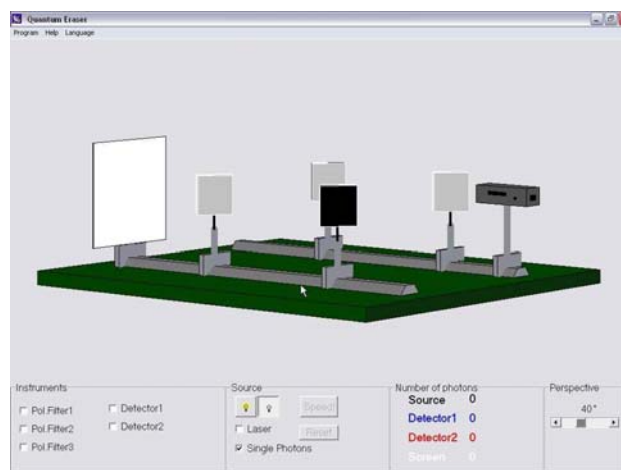 Quantum Eraser
Program Help Language
Instruments
Pol.Filter1
Pol.Filter2
Pol.Filter3
Detector1
Detector2
Source
Speed!
Laser
Reset!
Single Photons
Number of photons
Source 0
Detector1 0
Detector2 0
Screen 0
Perspective
40°